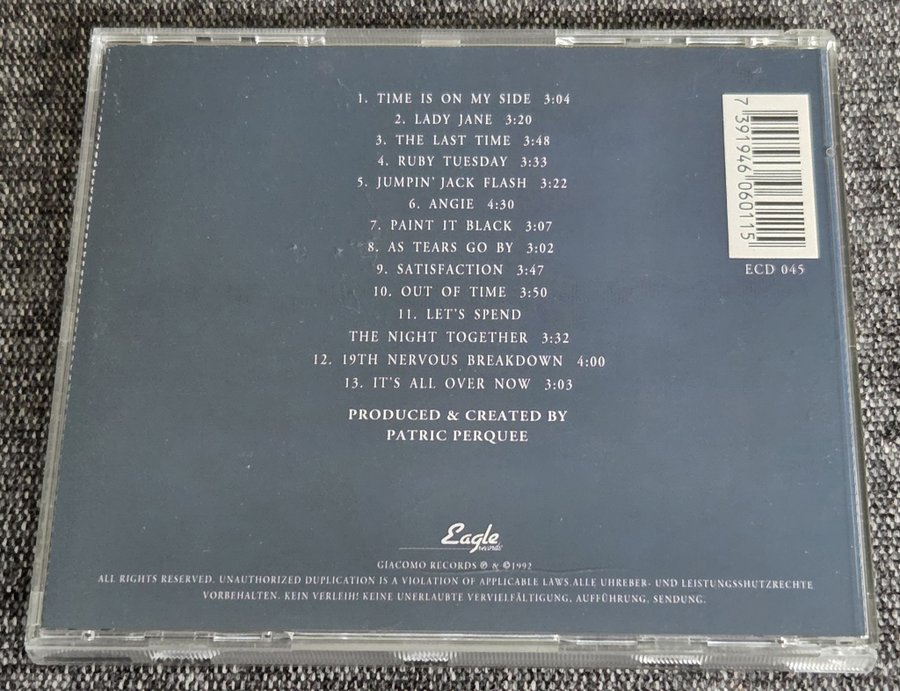 1. TIME IS ON MY SIDE 3:04
2. LADY JANE 3:20
3. THE LAST TIME 3:48
4. RUBY TUESDAY 3:33
5. JUMPIN' JACK FLASH 3:22
6. ANGIE 4:30
7. PAINT IT BLACK 3:07
8. AS TEARS GO BY 3:02
9. SATISFACTION 3:47
10. OUT OF TIME 3:50
11. LET'S SPEND
THE NIGHT TOGETHER 3:32
12. 19TH NERVOUS BREAKDOWN 4:00
13. IT'S ALL OVER NOW 3:03
PRODUCED & CREATED BY
PATRIC PERQUEE
7 391946 060115
ECD 045
Eagle
records
GIACOMO RECORDS ℗ & ©1992
ALL RIGHTS RESERVED. UNAUTHORIZED DUPLICATION IS A VIOLATION OF APPLICABLE LAWS.ALLE UHREBER- UND LEISTUNGSSHUTZRECHTE
VORBEHALTEN. KEIN VERLEIH! KEINE UNERLAUBTE VERVIELFÄLTIGUNG, AUFFÜHRUNG, SENDUNG.